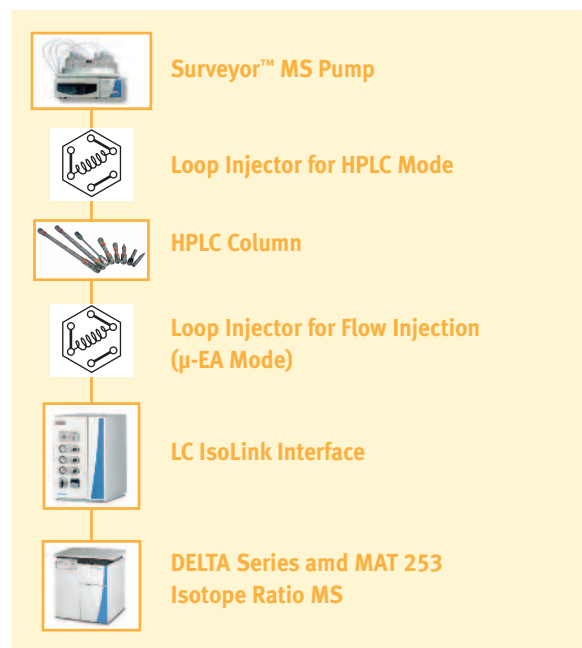 Surveyor™ MS Pump
Loop Injector for HPLC Mode
HPLC Column
Loop Injector for Flow Injection
(µ-EA Mode)
LC IsoLink Interface
DELTA Series amd MAT 253
Isotope Ratio MS